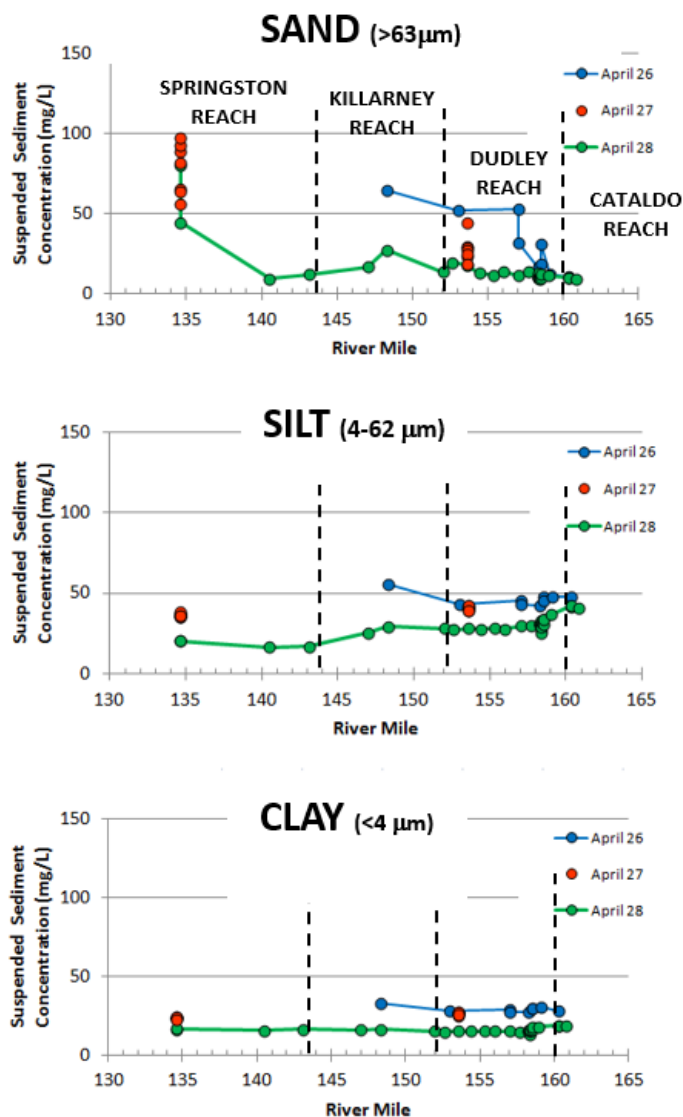 SAND (>63µm)
150
100
50
0
Suspended Sediment
Concentration (mg/L)
SPRINGSTON
REACH
KILLARNEY
REACH
DUDLEY
REACH
CATALDO
REACH
April 26
April 27
April 28
130 135 140 145 150 155 160 165
River Mile
SILT (4-62 µm)
150
100
50
0
Suspended Sediment
Concentration (mg/L)
April 26
April 27
April 28
130 135 140 145 150 155 160 165
River Mile
CLAY (<4 µm)
150
100
50
0
Suspended Sediment
Concentration (mg/L)
April 26
April 27
April 28
130 135 140 145 150 155 160 165
River Mile